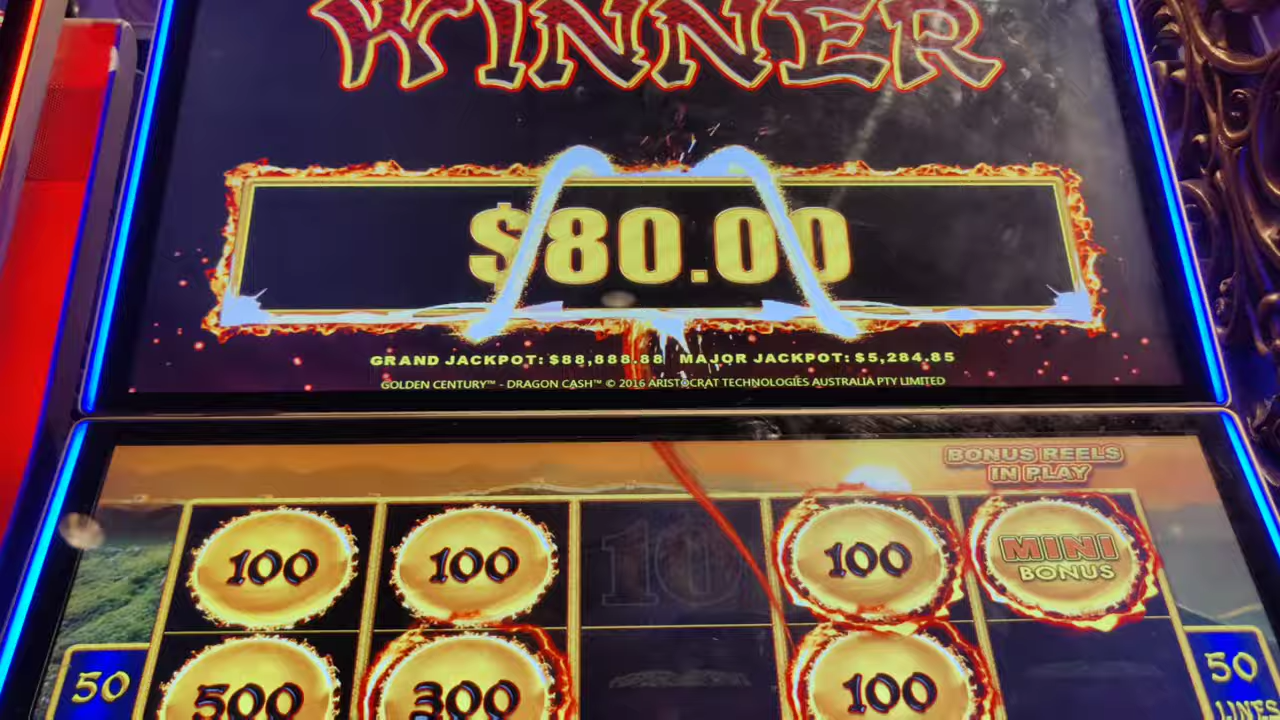 WINNER
$80.00
GRAND JACKPOT: $88,888.88 MAJOR JACKPOT: $5,284.85
GOLDEN CENTURY™ - DRAGON CASH™ © 2016 ARISTOCRAT TECHNOLOGIES AUSTRALIA PTY LIMITED
BONUS REELS
IN PLAY
100 100 10 100 MINI
BONUS
50 500 300 100 50
LINES